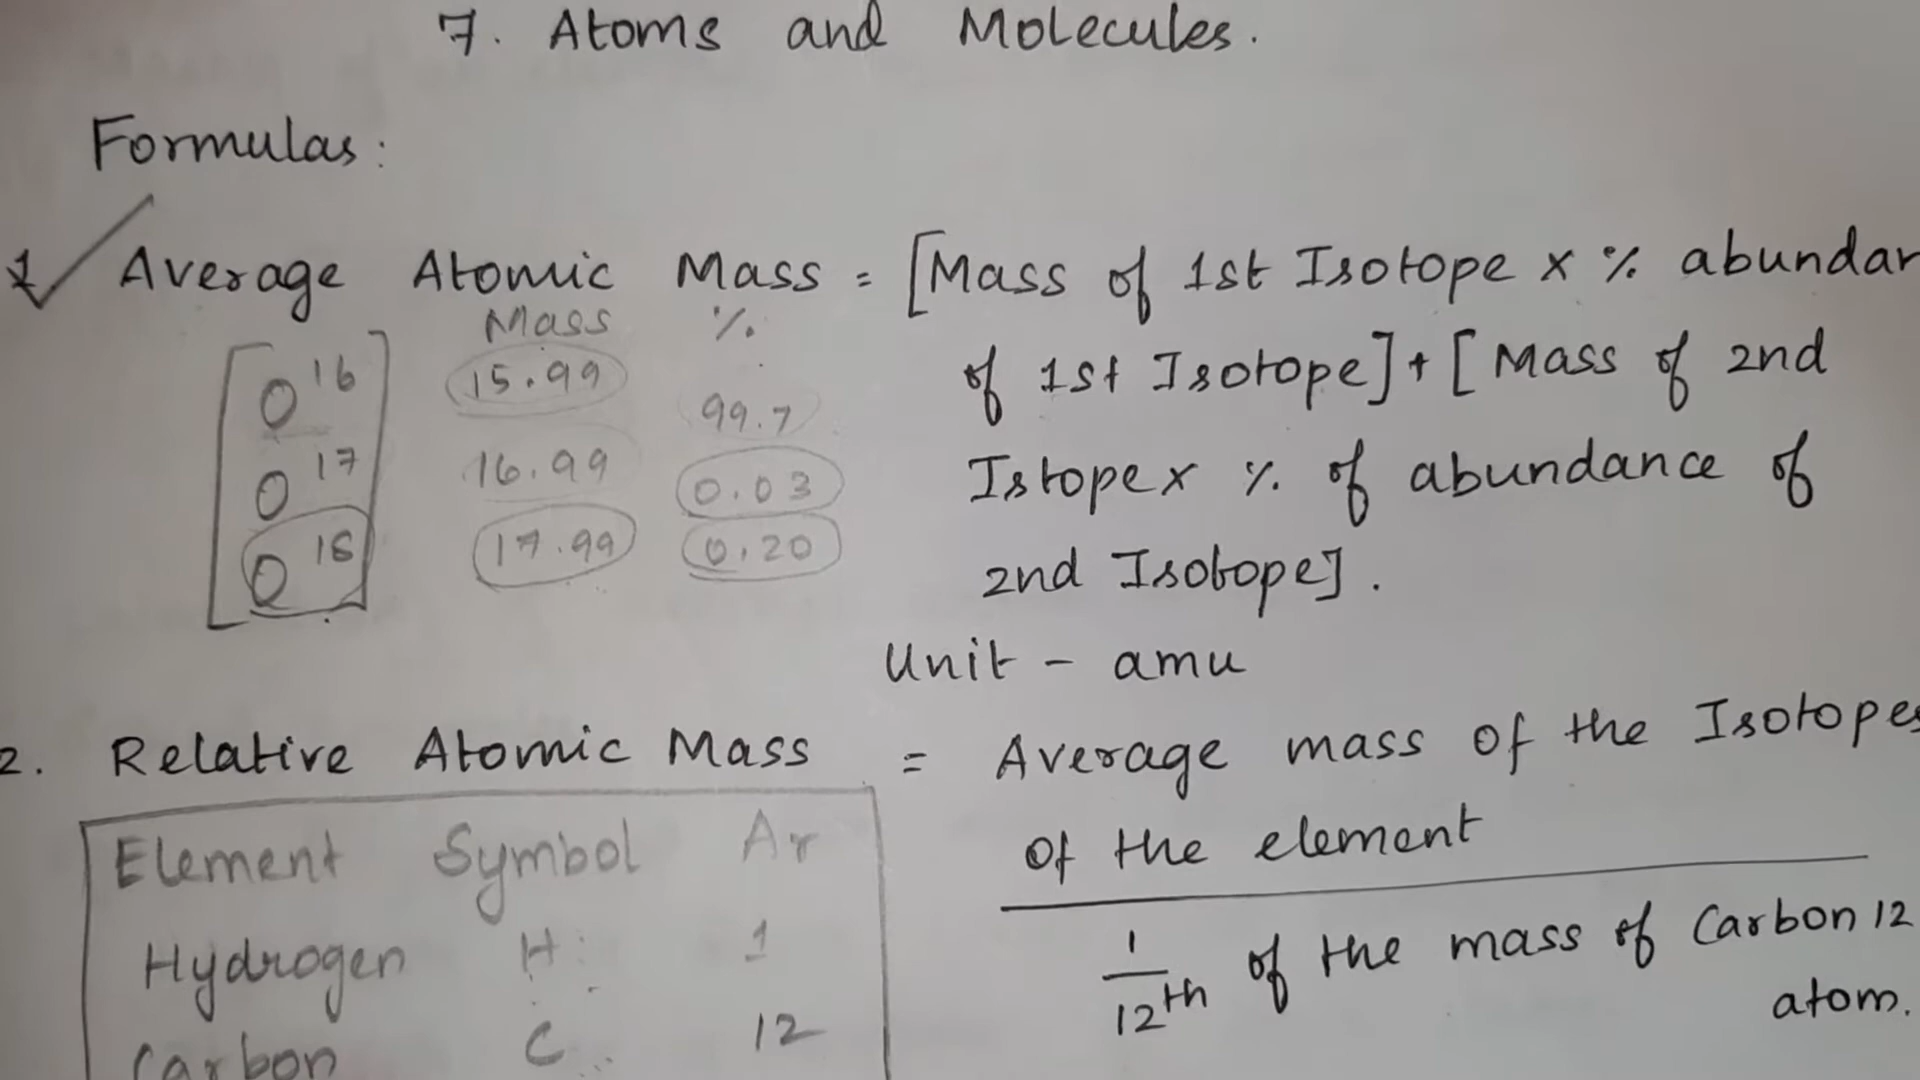 7. Atoms and Molecules.
Formulas:
1. Average Atomic Mass = [Mass of 1st Isotope x % abundan
of 1st Isotope] + [Mass of 2nd
Istope x % of abundance of
2nd Isotope].
Unit - amu
Mass %
O16 15.99 99.7
O17 16.99 0.03
O18 17.99 0.20
2. Relative Atomic Mass = Average mass of the Isotopes
of the element
1/12th of the mass of Carbon 12
atom.
Element Symbol Ar
Hydrogen H 1
Carbon C 12